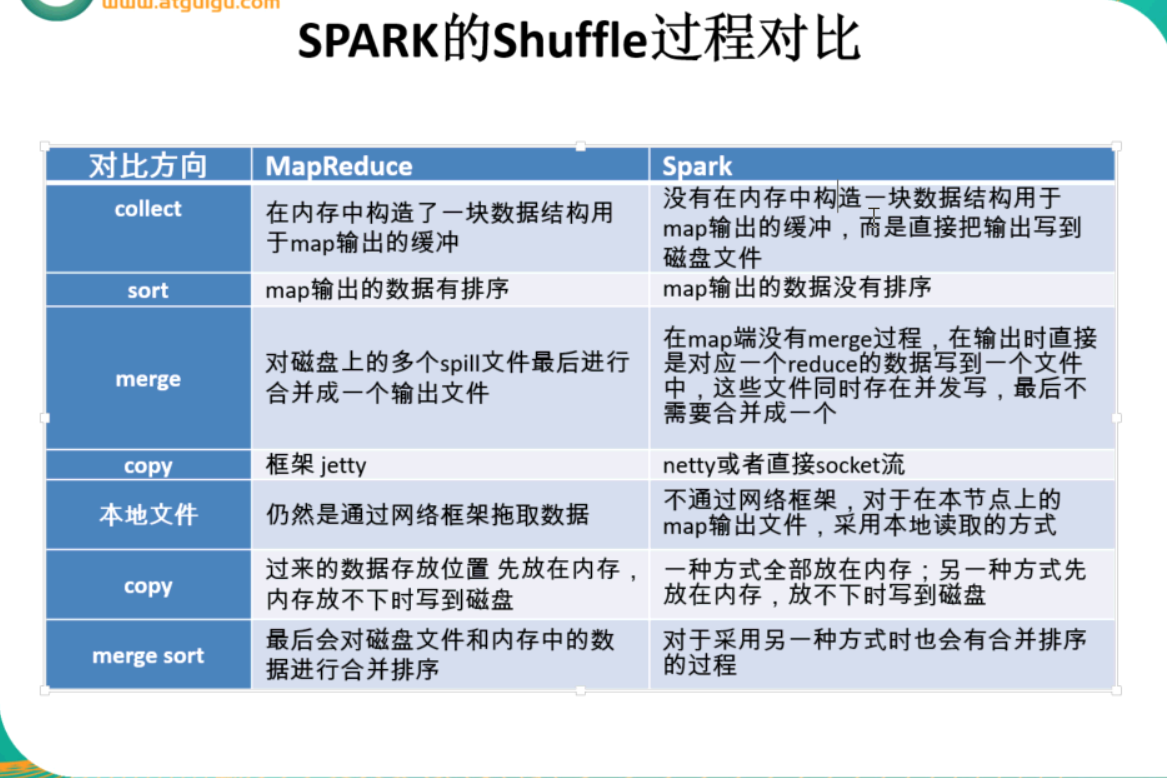 www.atguigu.com
SPARK的Shuffle过程对比
对比方向
MapReduce
Spark
collect
在内存中构造了一块数据结构用
于map输出的缓冲
没有在内存中构造一块数据结构用于
map输出的缓冲，而是直接把输出写到
磁盘文件
sort
map输出的数据有排序
map输出的数据没有排序
merge
对磁盘上的多个spill文件最后进行
合并成一个输出文件
在map端没有merge过程，在输出时直接
是对应一个reduce的数据写到一个文件
中，这些文件同时存在并发写，最后不
需要合并成一个
copy
框架 jetty
netty或者直接socket流
本地文件
仍然是通过网络框架拖取数据
不通过网络框架，对于在本节点上的
map输出文件，采用本地读取的方式
copy
过来的数据存放位置 先放在内存，
内存放不下时写到磁盘
一种方式全部放在内存；另一种方式先
放在内存，放不下时写到磁盘
merge sort
最后会对磁盘文件和内存中的数
据进行合并排序
对于采用另一种方式时也会有合并排序
的过程